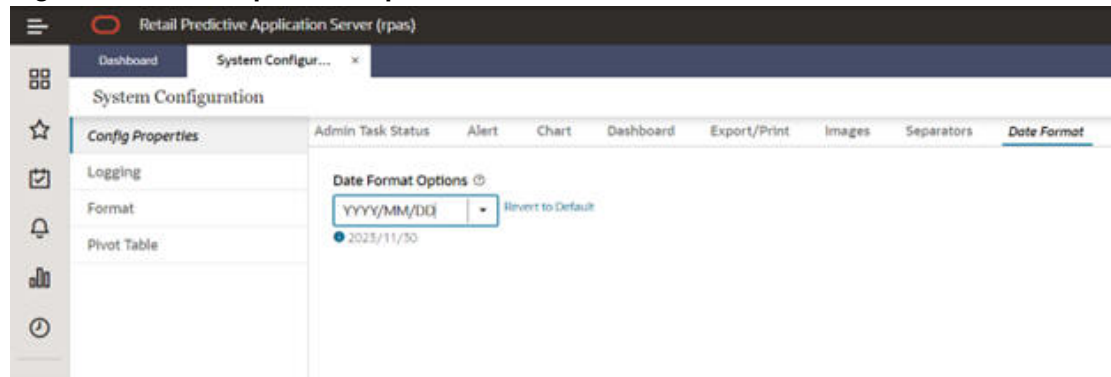 Retail Predictive Application Server (rpas)
Dashboard System Configur... ×
System Configuration
Config Properties
Logging
Format
Pivot Table
Admin Task Status Alert Chart Dashboard Export/Print Images Separators Date Format
Date Format Options
YYYY/MM/DD Revert to Default
2023/11/30